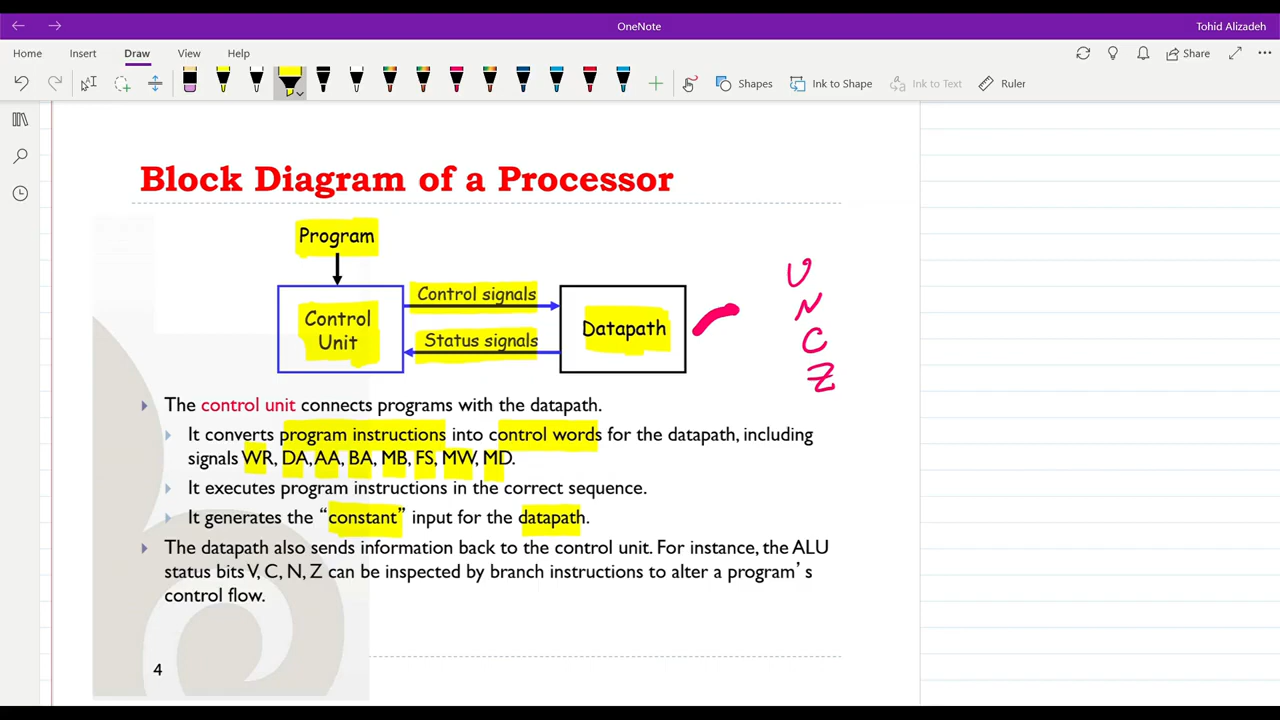 OneNote
Tohid Alizadeh
Home Insert Draw View Help
Share
Shapes Ink to Shape Ink to Text Ruler
Block Diagram of a Processor
Program
Control signals
Control
Unit
Datapath
Status signals
V
N
C
Z
The control unit connects programs with the datapath.
It converts program instructions into control words for the datapath, including
signals WR, DA, AA, BA, MB, FS, MW, MD.
It executes program instructions in the correct sequence.
It generates the “constant” input for the datapath.
The datapath also sends information back to the control unit. For instance, the ALU
status bits V, C, N, Z can be inspected by branch instructions to alter a program’s
control flow.
4